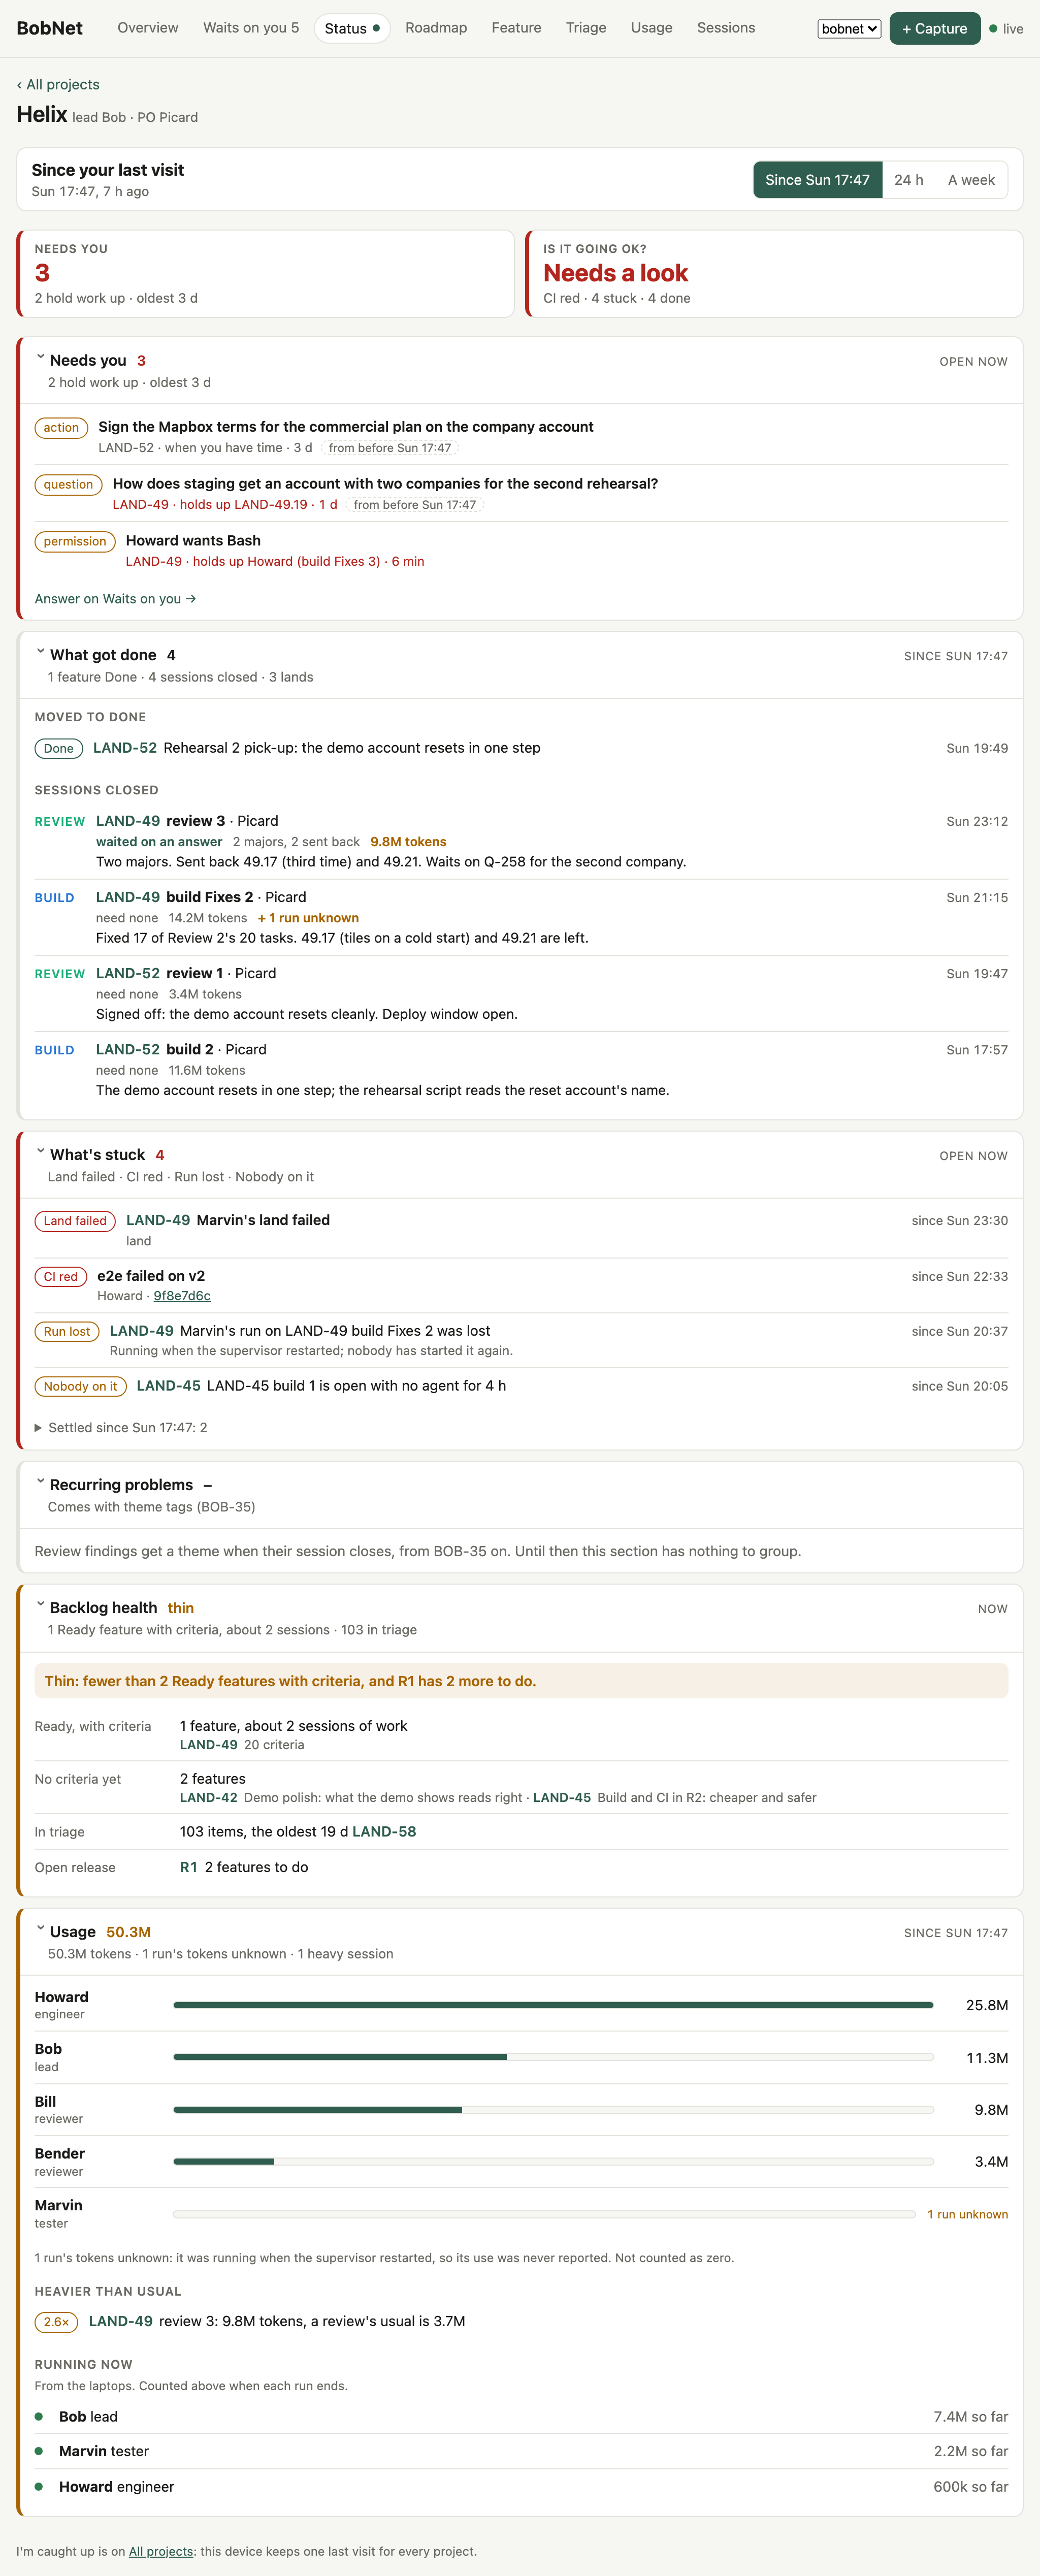 BobNet Overview Waits on you 5 Status Roadmap Feature Triage Usage Sessions bobnet + Capture live
‹ All projects
Helix lead Bob · PO Picard
Since your last visit
Sun 17:47, 7 h ago
Since Sun 17:47 24 h A week
NEEDS YOU
3
2 hold work up · oldest 3 d
IS IT GOING OK?
Needs a look
CI red · 4 stuck · 4 done
Needs you 3 OPEN NOW
2 hold work up · oldest 3 d
action Sign the Mapbox terms for the commercial plan on the company account
LAND-52 · when you have time · 3 d from before Sun 17:47
question How does staging get an account with two companies for the second rehearsal?
LAND-49 · holds up LAND-49.19 · 1 d from before Sun 17:47
permission Howard wants Bash
LAND-49 · holds up Howard (build Fixes 3) · 6 min
Answer on Waits on you →
What got done 4 SINCE SUN 17:47
1 feature Done · 4 sessions closed · 3 lands
MOVED TO DONE
Done LAND-52 Rehearsal 2 pick-up: the demo account resets in one step Sun 19:49
SESSIONS CLOSED
REVIEW LAND-49 review 3 · Picard Sun 23:12
waited on an answer 2 majors, 2 sent back 9.8M tokens
Two majors. Sent back 49.17 (third time) and 49.21. Waits on Q-258 for the second company.
BUILD LAND-49 build Fixes 2 · Picard Sun 21:15
need none 14.2M tokens + 1 run unknown
Fixed 17 of Review 2's 20 tasks. 49.17 (tiles on a cold start) and 49.21 are left.
REVIEW LAND-52 review 1 · Picard Sun 19:47
need none 3.4M tokens
Signed off: the demo account resets cleanly. Deploy window open.
BUILD LAND-52 build 2 · Picard Sun 17:57
need none 11.6M tokens
The demo account resets in one step; the rehearsal script reads the reset account's name.
What's stuck 4 OPEN NOW
Land failed · CI red · Run lost · Nobody on it
Land failed LAND-49 Marvin's land failed since Sun 23:30
land
CI red e2e failed on v2 since Sun 22:33
Howard · 9f8e7d6c
Run lost LAND-49 Marvin's run on LAND-49 build Fixes 2 was lost since Sun 20:37
Running when the supervisor restarted; nobody has started it again.
Nobody on it LAND-45 LAND-45 build 1 is open with no agent for 4 h since Sun 20:05
Settled since Sun 17:47: 2
Recurring problems –
Comes with theme tags (BOB-35)
Review findings get a theme when their session closes, from BOB-35 on. Until then this section has nothing to group.
Backlog health thin NOW
1 Ready feature with criteria, about 2 sessions · 103 in triage
Thin: fewer than 2 Ready features with criteria, and R1 has 2 more to do.
Ready, with criteria 1 feature, about 2 sessions of work
LAND-49 20 criteria
No criteria yet 2 features
LAND-42 Demo polish: what the demo shows reads right · LAND-45 Build and CI in R2: cheaper and safer
In triage 103 items, the oldest 19 d LAND-58
Open release R1 2 features to do
Usage 50.3M SINCE SUN 17:47
50.3M tokens · 1 run's tokens unknown · 1 heavy session
Howard 25.8M
engineer
Bob 11.3M
lead
Bill 9.8M
reviewer
Bender 3.4M
reviewer
Marvin 1 run unknown
tester
1 run's tokens unknown: it was running when the supervisor restarted, so its use was never reported. Not counted as zero.
HEAVIER THAN USUAL
2.6× LAND-49 review 3: 9.8M tokens, a review's usual is 3.7M
RUNNING NOW
From the laptops. Counted above when each run ends.
Bob lead 7.4M so far
Marvin tester 2.2M so far
Howard engineer 600k so far
I'm caught up is on All projects: this device keeps one last visit for every project.